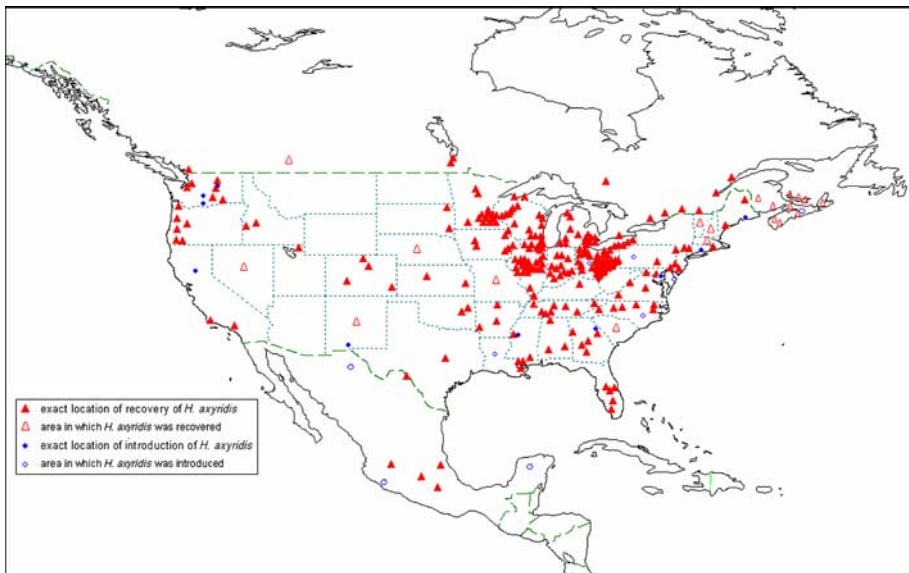 exact location of recovery of H. axyridis
area in which H. axyridis was recovered
exact location of introduction of H. axyridis
area in which H. axyridis was introduced